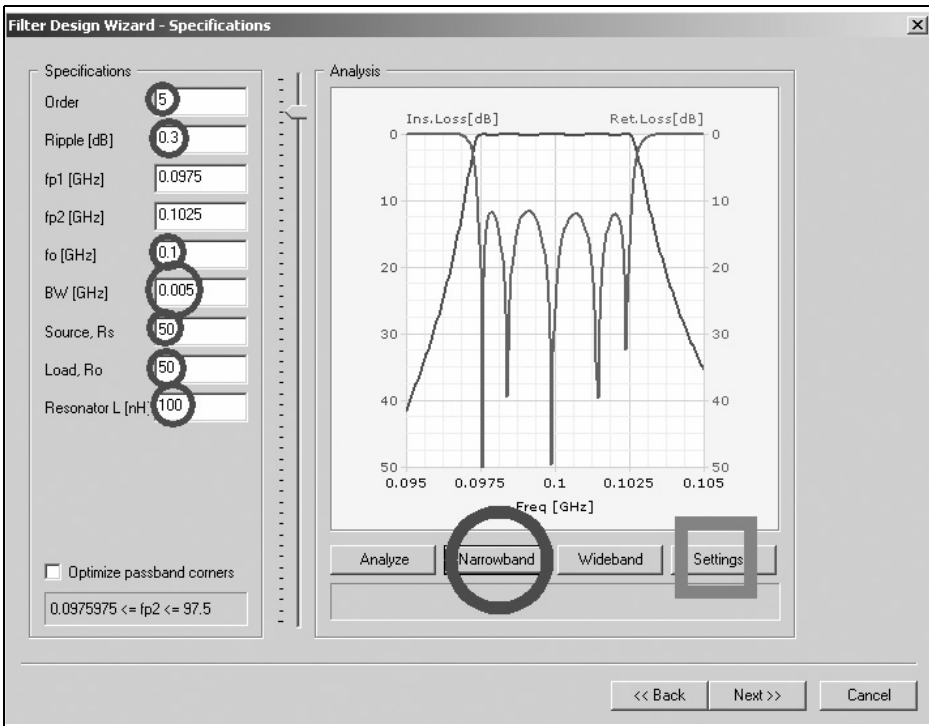 Filter Design Wizard - Specifications
Specifications
Order 5
Ripple [dB] 0.3
fp1 [GHz] 0.0975
fp2 [GHz] 0.1025
fo [GHz] 0.1
BW [GHz] 0.005
Source, Rs 50
Load, Ro 50
Resonator L [nH] 100
Optimize passband corners
0.0975975 <= fp2 <= 97.5
Analysis
Ins.Loss[dB] Ret.Loss[dB]
0 0
10 10
20 20
30 30
40 40
50 50
0.095 0.0975 0.1 0.1025 0.105
Freq [GHz]
Analyze Narrowband Wideband Settings
<< Back Next >> Cancel